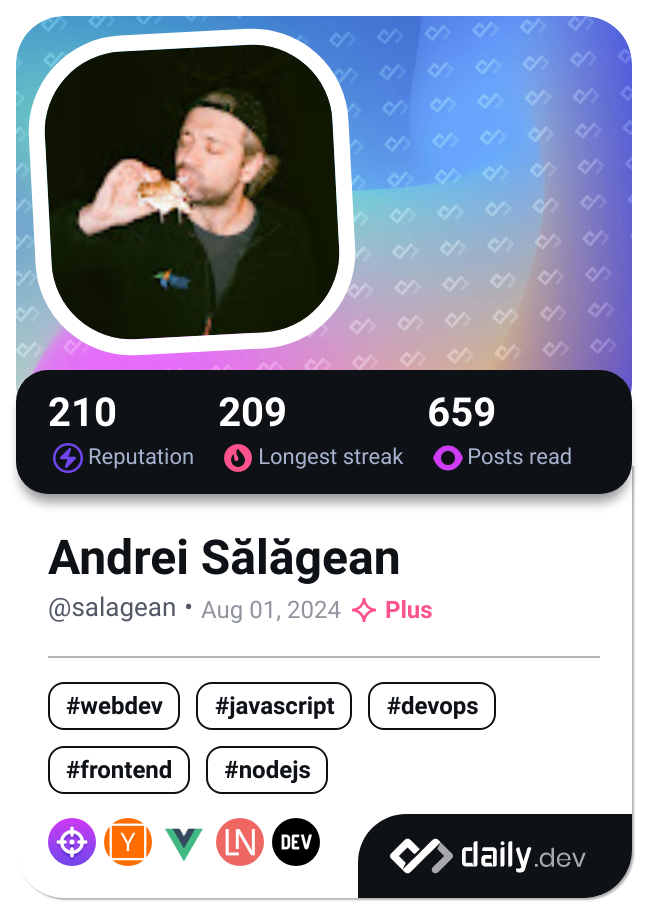 210 209 659
Reputation Longest streak Posts read
Andrei Sălăgean
@salagean • Aug 01, 2024 Plus
#webdev #javascript #devops
#frontend #nodejs
Y LN DEV daily.dev